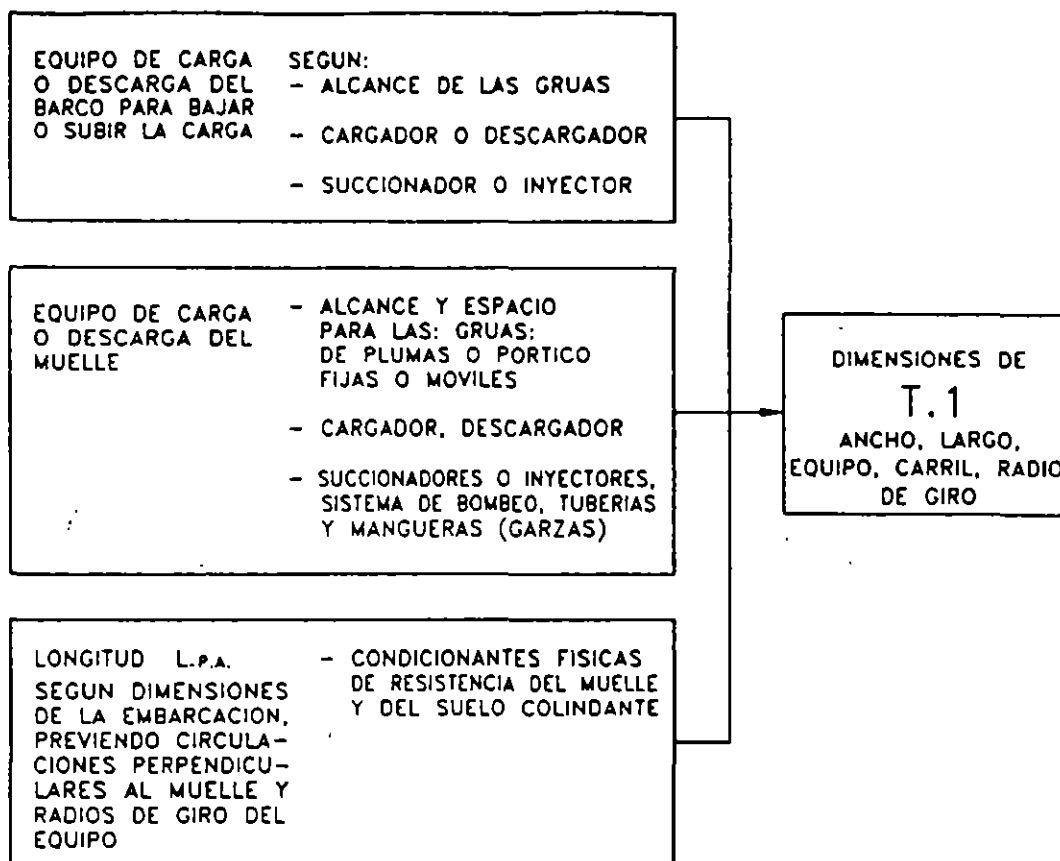 EQUIPO DE CARGA
O DESCARGA DEL
BARCO PARA BAJAR
O SUBIR LA CARGA
SEGUN:
- ALCANCE DE LAS GRUAS
- CARGADOR O DESCARGADOR
- SUCCIONADOR O INYECTOR
EQUIPO DE CARGA
O DESCARGA DEL
MUELLE
- ALCANCE Y ESPACIO
PARA LAS: GRUAS:
DE PLUMAS O PORTICO
FIJAS O MOVILES
- CARGADOR, DESCARGADOR
- SUCCIONADORES O INYECTORES,
SISTEMA DE BOMBEO, TUBERIAS
Y MANGUERAS (GARZAS)
LONGITUD L.P.A.
SEGUN DIMENSIONES
DE LA EMBARCACION,
PREVIENDO CIRCULA-
CIONES PERPENDICU-
LARES AL MUELLE Y
RADIOS DE GIRO DEL
EQUIPO
- CONDICIONANTES FISICAS
DE RESISTENCIA DEL MUELLE
Y DEL SUELO COLINDANTE
DIMENSIONES DE
T.1
ANCHO, LARGO,
EQUIPO, CARRIL, RADIO
DE GIRO